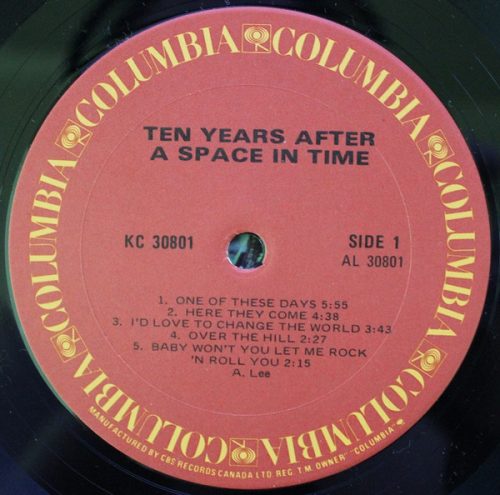 COLUMBIA COLUMBIA COLUMBIA COLUMBIA COLUMBIA COLUMBIA
TEN YEARS AFTER
A SPACE IN TIME
KC 30801
SIDE 1
AL 30801
1. ONE OF THESE DAYS 5:55
2. HERE THEY COME 4:38
3. I'D LOVE TO CHANGE THE WORLD 3:43
4. OVER THE HILL 2:27
5. BABY WON'T YOU LET ME ROCK
'N ROLL YOU 2:15
A. Lee
MANUFACTURED BY CBS RECORDS CANADA LTD. REG. T.M. OWNER "COLUMBIA"